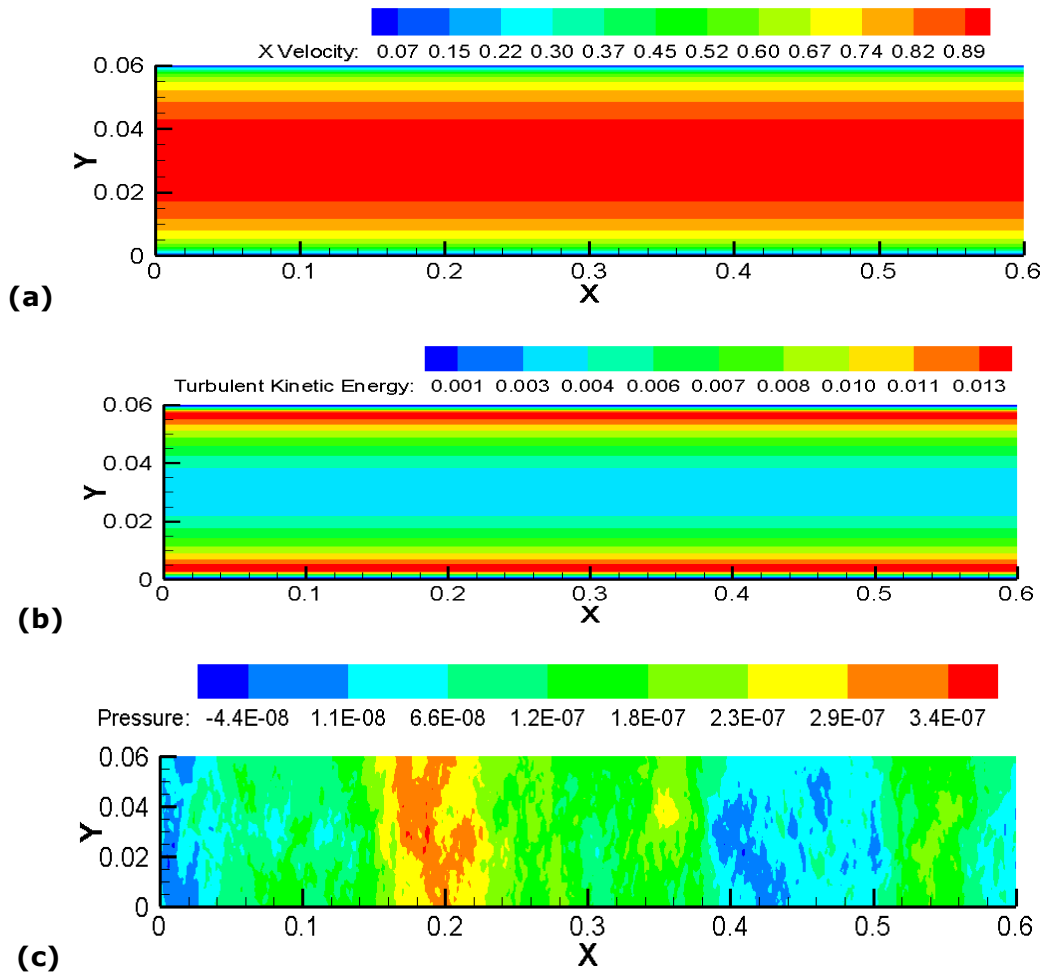 X Velocity: 0.07 0.15 0.22 0.30 0.37 0.45 0.52 0.60 0.67 0.74 0.82 0.89
0.06
0.04
Y
0.02
0
0 0.1 0.2 0.3 0.4 0.5 0.6
X
(a)
Turbulent Kinetic Energy: 0.001 0.003 0.004 0.006 0.007 0.008 0.010 0.011 0.013
0.06
0.04
Y
0.02
0
0 0.1 0.2 0.3 0.4 0.5 0.6
X
(b)
Pressure: -4.4E-08 1.1E-08 6.6E-08 1.2E-07 1.8E-07 2.3E-07 2.9E-07 3.4E-07
0.06
0.04
Y
0.02
0
0 0.1 0.2 0.3 0.4 0.5 0.6
X
(c)